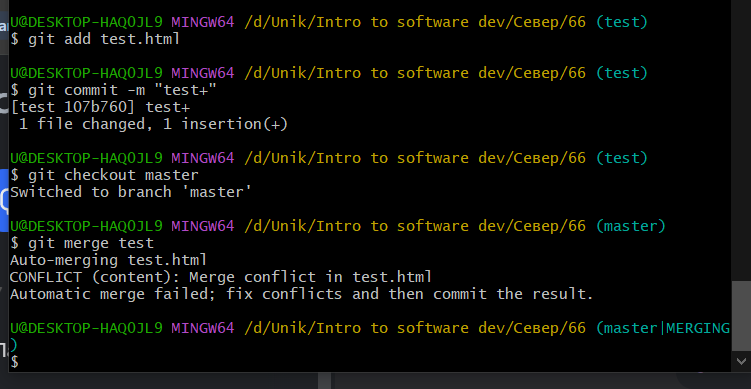 U@DESKTOP-HAQ0JL9 MINGW64 /d/Unik/Intro to software dev/Север/66 (test)
$ git add test.html
U@DESKTOP-HAQ0JL9 MINGW64 /d/Unik/Intro to software dev/Север/66 (test)
$ git commit -m "test+"
[test 107b760] test+
 1 file changed, 1 insertion(+)
U@DESKTOP-HAQ0JL9 MINGW64 /d/Unik/Intro to software dev/Север/66 (test)
$ git checkout master
Switched to branch 'master'
U@DESKTOP-HAQ0JL9 MINGW64 /d/Unik/Intro to software dev/Север/66 (master)
$ git merge test
Auto-merging test.html
CONFLICT (content): Merge conflict in test.html
Automatic merge failed; fix conflicts and then commit the result.
U@DESKTOP-HAQ0JL9 MINGW64 /d/Unik/Intro to software dev/Север/66 (master|MERGING
)
$